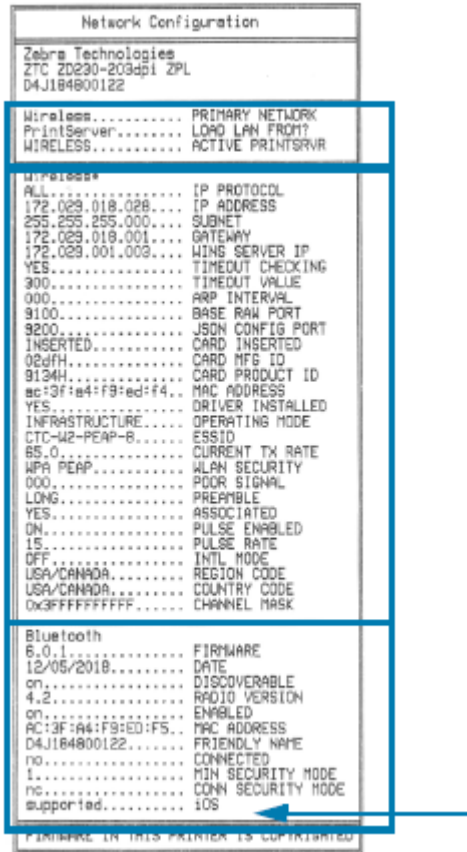 Network Configuration
Zebra Technologies
ZTC ZD230-203dpi ZPL
D4J184800122
Wireless........... PRIMARY NETWORK
PrintServer........ LOAD LAN FROM?
WIRELESS........... ACTIVE PRINTSRVR
Wireless*
ALL................ IP PROTOCOL
172.029.018.028.... IP ADDRESS
255.255.255.000.... SUBNET
172.029.018.001.... GATEWAY
172.029.001.003.... WINS SERVER IP
YES................ TIMEOUT CHECKING
300................ TIMEOUT VALUE
000................ ARP INTERVAL
9100............... BASE RAW PORT
9200............... JSON CONFIG PORT
INSERTED........... CARD INSERTED
02dfH.............. CARD MFG ID
9134H.............. CARD PRODUCT ID
ac:3f:a4:f9:ed:f4.. MAC ADDRESS
YES................ DRIVER INSTALLED
INFRASTRUCTURE..... OPERATING MODE
CTC-W2-PEAP-8...... ESSID
65.0............... CURRENT TX RATE
WPA PEAP........... WLAN SECURITY
000................ POOR SIGNAL
LONG............... PREAMBLE
YES................ ASSOCIATED
ON................. PULSE ENABLED
15................. PULSE RATE
OFF................ INTL MODE
USA/CANADA......... REGION CODE
USA/CANADA......... COUNTRY CODE
0x3FFFFFFFFFF...... CHANNEL MASK
Bluetooth
6.0.1.............. FIRMWARE
12/05/2018......... DATE
on................. DISCOVERABLE
4.2................ RADIO VERSION
on................. ENABLED
AC:3F:A4:F9:ED:F5.. MAC ADDRESS
D4J184800122....... FRIENDLY NAME
no................. CONNECTED
1.................. MIN SECURITY MODE
nc................. CONN SECURITY MODE
supported.......... iOS
FIRMWARE IN THIS PRINTER IS COPYRIGHTED